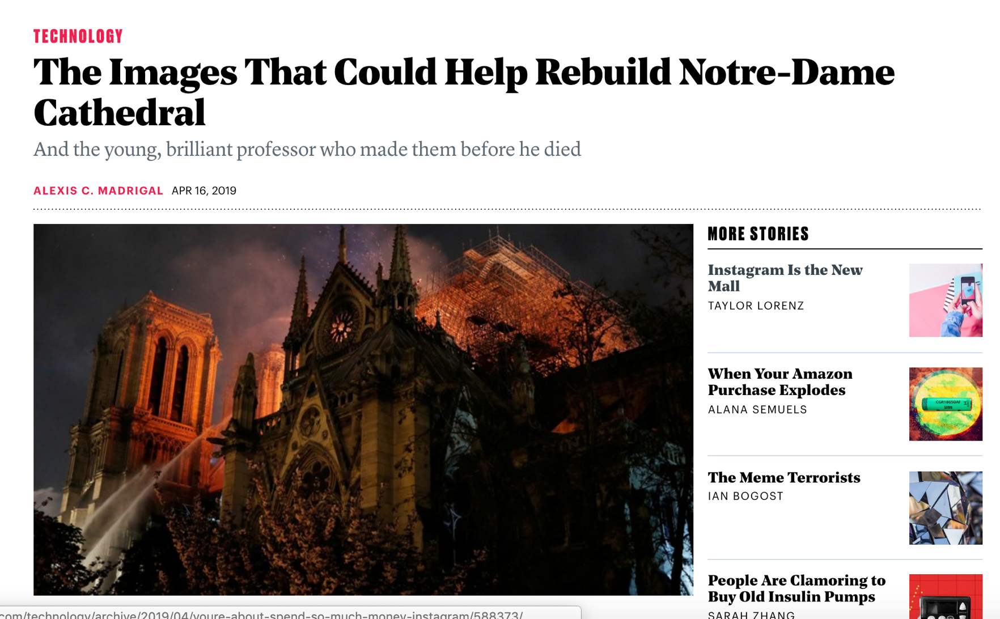 TECHNOLOGY
The Images That Could Help Rebuild Notre-Dame
Cathedral
And the young, brilliant professor who made them before he died
ALEXIS C. MADRIGAL APR 16, 2019
MORE STORIES
Instagram Is the New
Mall
TAYLOR LORENZ
When Your Amazon
Purchase Explodes
ALANA SEMUELS
CGR18650AF
The Meme Terrorists
IAN BOGOST
People Are Clamoring to
Buy Old Insulin Pumps
SARAH ZHANG
com/technology/archive/2019/04/youre-about-spend-so-much-money-instagram/588373/